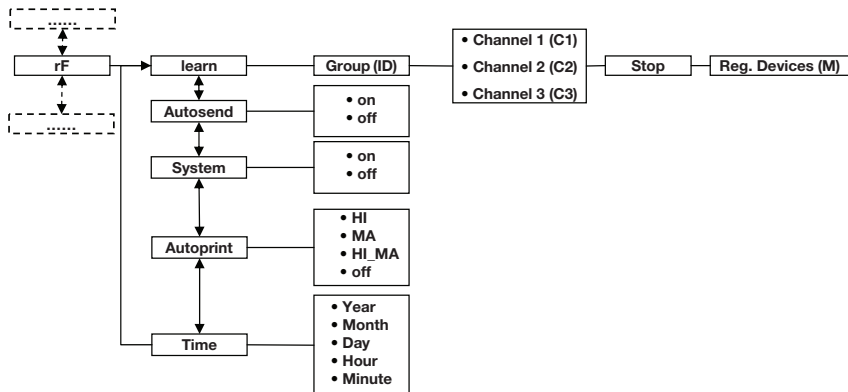 ......
rF
......
learn
Group (ID)
• Channel 1 (C1)
• Channel 2 (C2)
• Channel 3 (C3)
Stop
Reg. Devices (M)
Autosend
• on
• off
System
• on
• off
Autoprint
• HI
• MA
• HI_MA
• off
Time
• Year
• Month
• Day
• Hour
• Minute